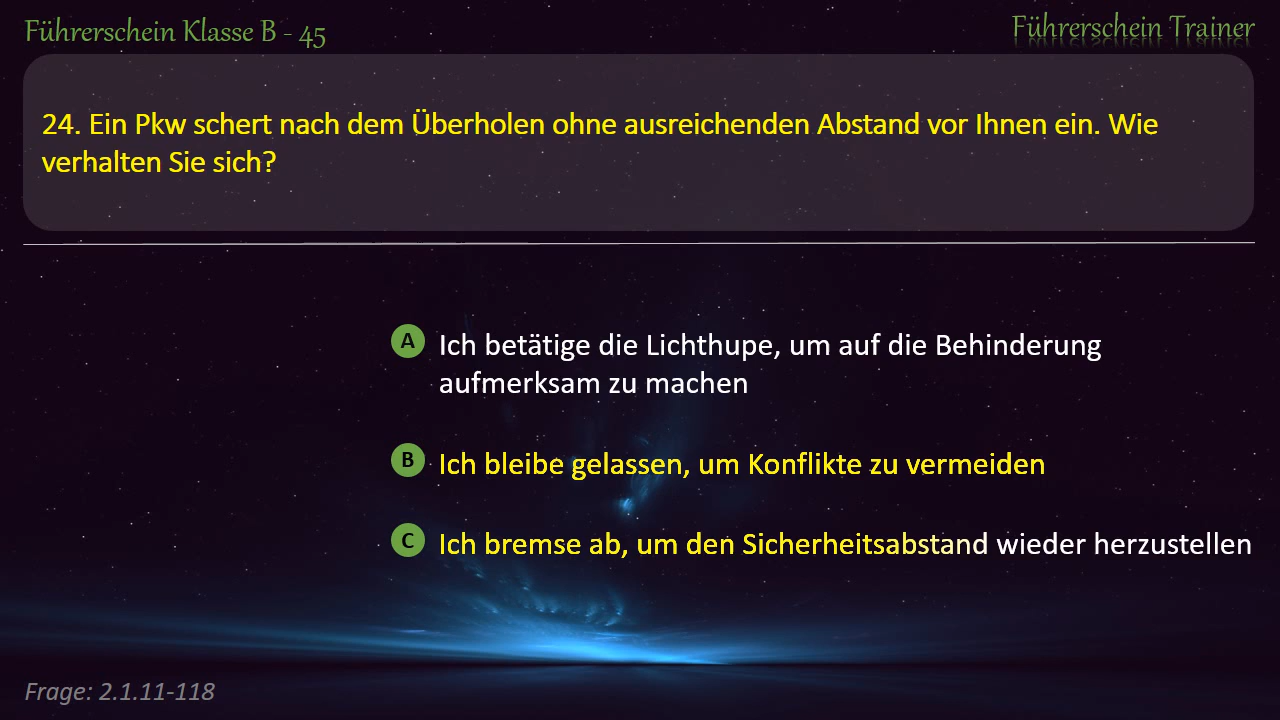 Führerschein Klasse B - 45
Führerschein Trainer
24. Ein Pkw schert nach dem Überholen ohne ausreichenden Abstand vor Ihnen ein. Wie
verhalten Sie sich?
A Ich betätige die Lichthupe, um auf die Behinderung
aufmerksam zu machen
B Ich bleibe gelassen, um Konflikte zu vermeiden
C Ich bremse ab, um den Sicherheitsabstand wieder herzustellen
Frage: 2.1.11-118